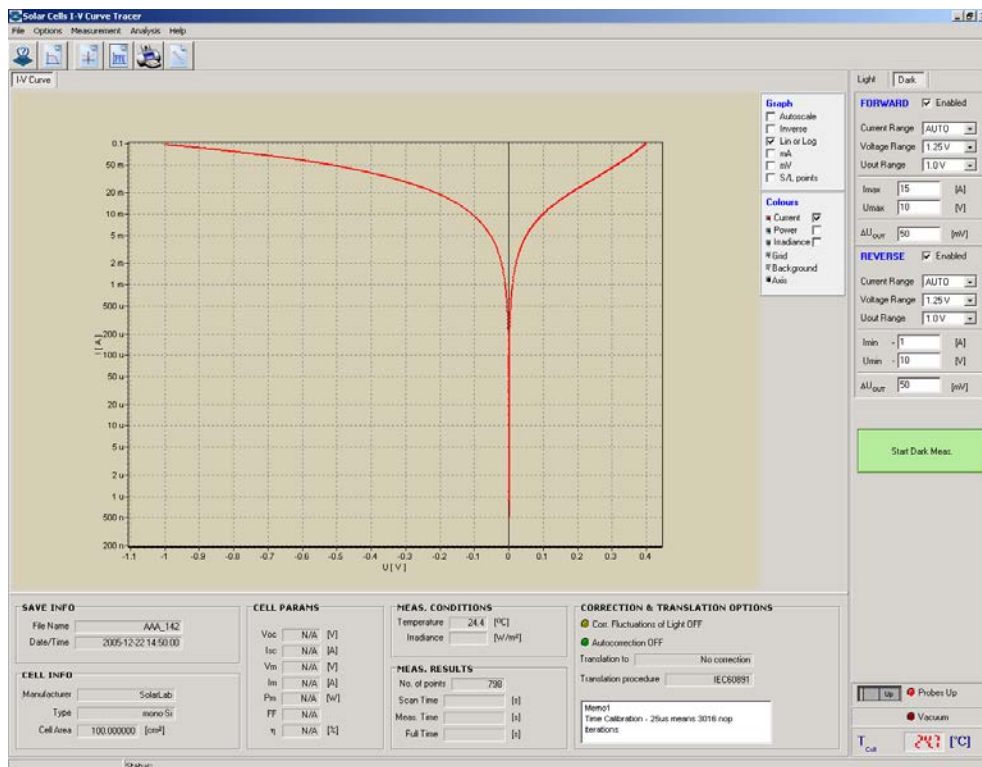 Solar Cells I-V Curve Tracer
File Options Measurement Analysis Help
I-V Curve
Light Dark
Graph
Autoscale
Inverse
Lin or Log
mA
mV
S/L points
Colours
Current
Power
Irradiance
Grid
Background
Axis
FORWARD Enabled
Current Range AUTO
Voltage Range 1.25 V
Uout Range 1.0 V
Imax 15 [A]
Umax 10 [V]
ΔU_OUT 50 [mV]
REVERSE Enabled
Current Range AUTO
Voltage Range 1.25 V
Uout Range 1.0 V
Imin - 1 [A]
Umin - 10 [V]
ΔU_OUT 50 [mV]
Start Dark Meas.
0.1
50 m
20 m
10 m
5 m
2 m
1 m
500 u
200 u
I [A]
100 u
50 u
20 u
10 u
5 u
2 u
1 u
500 n
200 n
-1.1 -1 -0.9 -0.8 -0.7 -0.6 -0.5 -0.4 -0.3 -0.2 -0.1 0 0.1 0.2 0.3 0.4
U [V]
SAVE INFO
File Name AAA_142
Date/Time 2005-12-22 14:50:00
CELL INFO
Manufacturer SolarLab
Type mono Si
Cell Area 100.000000 [cm²]
CELL PARAMS
Voc N/A [V]
Isc N/A [A]
Vm N/A [V]
Im N/A [A]
Pm N/A [W]
FF N/A
η N/A [%]
MEAS. CONDITIONS
Temperature 24.4 [ºC]
Irradiance [W/m²]
MEAS. RESULTS
No. of points 798
Scan Time [s]
Meas. Time [s]
Full Time [s]
CORRECTION & TRANSLATION OPTIONS
Corr. Fluctuations of Light OFF
Autocorrection OFF
Translation to No correction
Translation procedure IEC60891
Memo1
Time Calibration - 25us means 3016 nop
iterations
Up Probes Up
Vacuum
T_Cell 24.7 [°C]
Status: